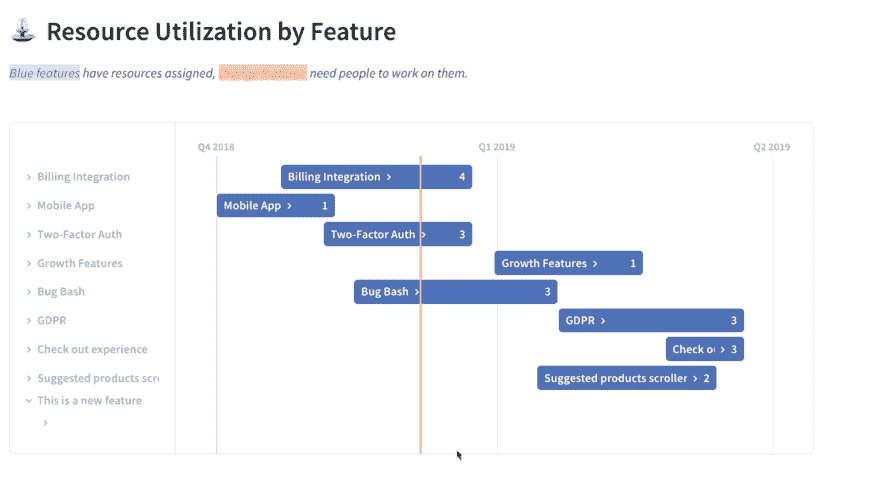 Resource Utilization by Feature
Blue features have resources assigned, need people to work on them.
Q4 2018 Q1 2019 Q2 2019
Billing Integration Billing Integration 4
Mobile App Mobile App 1
Two-Factor Auth Two-Factor Auth 3
Growth Features Growth Features 1
Bug Bash Bug Bash 3
GDPR GDPR 3
Check out experience Check o 3
Suggested products scr Suggested products scroller 2
This is a new feature